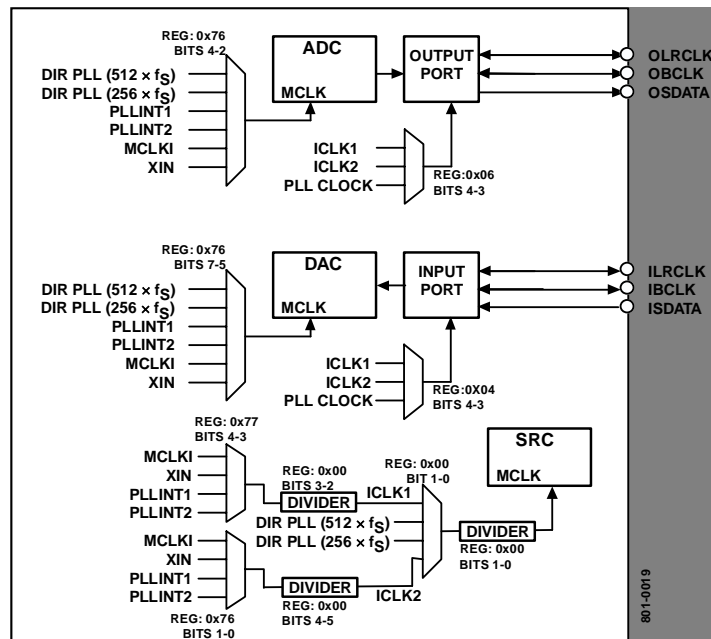 REG: 0x76
BITS 4-2
DIR PLL (512 × fS)
DIR PLL (256 × fS)
PLLINT1
PLLINT2
MCLKI
XIN
ADC
MCLK
OUTPUT
PORT
OLRCLK
OBCLK
OSDATA
ICLK1
ICLK2
PLL CLOCK
REG:0x06
BITS 4-3
REG: 0x76
BITS 7-5
DIR PLL (512 × fS)
DIR PLL (256 × fS)
PLLINT1
PLLINT2
MCLKI
XIN
DAC
MCLK
INPUT
PORT
ILRCLK
IBCLK
ISDATA
ICLK1
ICLK2
PLL CLOCK
REG:0X04
BITS 4-3
REG: 0x77
BITS 4-3
MCLKI
XIN
PLLINT1
PLLINT2
REG: 0x00
BITS 3-2
DIVIDER
ICLK1
REG: 0x00
BIT 1-0
DIR PLL (512 × fS)
DIR PLL (256 × fS)
DIVIDER
REG: 0x00
BITS 1-0
SRC
MCLK
MCLKI
XIN
PLLINT1
PLLINT2
REG: 0x76
BITS 1-0
DIVIDER
REG: 0x00
BITS 4-5
ICLK2
801-0019